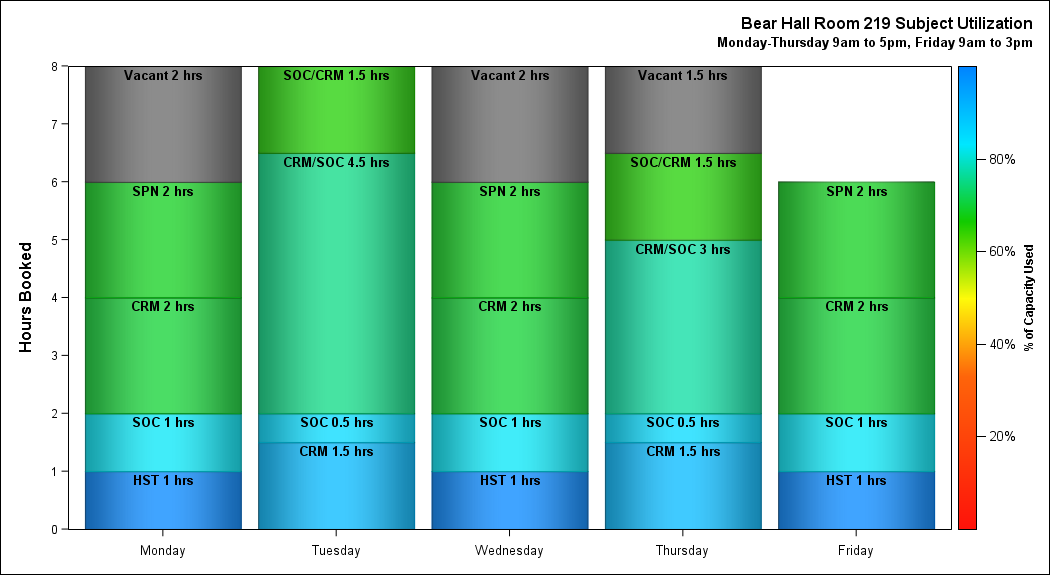 Bear Hall Room 219 Subject Utilization
Monday-Thursday 9am to 5pm, Friday 9am to 3pm
Hours Booked
8
7
6
5
4
3
2
1
0
Vacant 2 hrs
SPN 2 hrs
CRM 2 hrs
SOC 1 hrs
HST 1 hrs
Monday
SOC/CRM 1.5 hrs
CRM/SOC 4.5 hrs
SOC 0.5 hrs
CRM 1.5 hrs
Tuesday
Vacant 2 hrs
SPN 2 hrs
CRM 2 hrs
SOC 1 hrs
HST 1 hrs
Wednesday
Vacant 1.5 hrs
SOC/CRM 1.5 hrs
CRM/SOC 3 hrs
SOC 0.5 hrs
CRM 1.5 hrs
Thursday
SPN 2 hrs
CRM 2 hrs
SOC 1 hrs
HST 1 hrs
Friday
80%
60%
40%
20%
% of Capacity Used